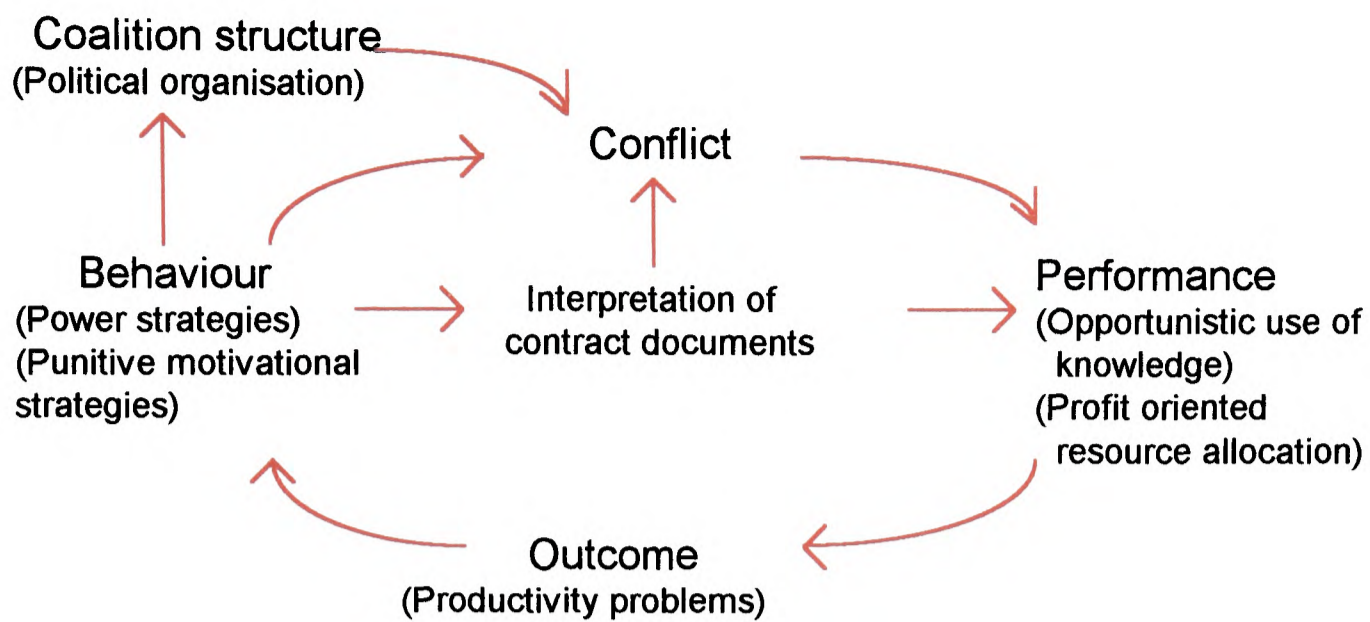 Coalition structure
(Political organisation)
Conflict
Behaviour
(Power strategies)
(Punitive motivational
strategies)
Interpretation of
contract documents
Performance
(Opportunistic use of
knowledge)
(Profit oriented
resource allocation)
Outcome
(Productivity problems)